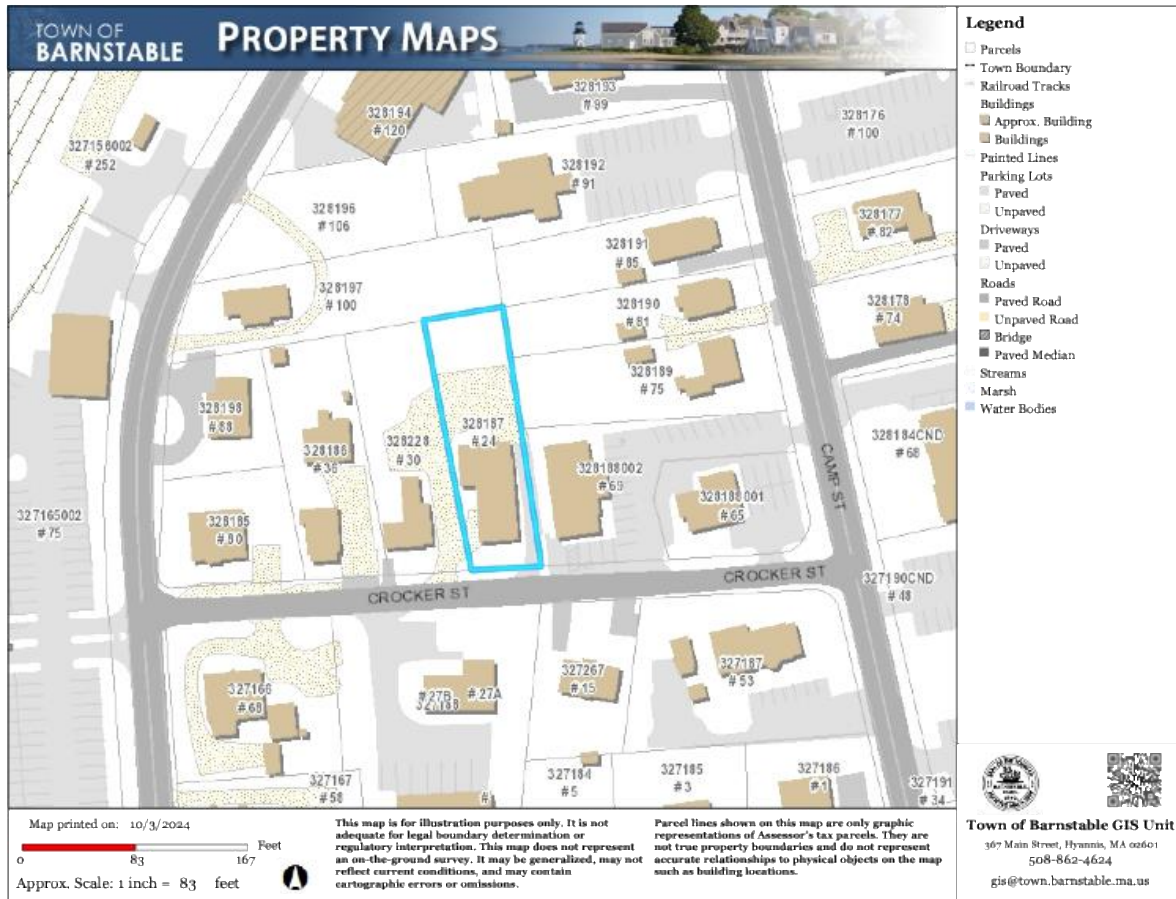 TOWN OF
BARNSTABLE
PROPERTY MAPS
328193
# 99
328194
# 120
328176
# 100
327156002
# 252
328192
# 91
328196
# 106
328177
# 82
328191
# 85
328197
# 100
328190
# 81
328178
# 74
328189
# 75
328198
# 88
328187
# 24
328228
# 30
328186
# 36
328184CND
# 68
328188002
# 69
CAMP ST
328188001
# 65
327165002
# 75
328185
# 80
CROCKER ST
327190CND
# 48
CROCKER ST
327166
# 68
# 27B
# 27A
327267
# 15
327187
# 53
327167
# 58
327184
# 5
327185
# 3
327186
# 1
327191
# 34
#
Legend
Parcels
Town Boundary
Railroad Tracks
Buildings
Approx. Building
Buildings
Painted Lines
Parking Lots
Paved
Unpaved
Driveways
Paved
Unpaved
Roads
Paved Road
Unpaved Road
Bridge
Paved Median
Streams
Marsh
Water Bodies
Map printed on: 10/3/2024
Feet
0 83 167
Approx. Scale: 1 inch = 83 feet
This map is for illustration purposes only. It is not
adequate for legal boundary determination or
regulatory interpretation. This map does not represent
an on-the-ground survey. It may be generalized, may not
reflect current conditions, and may contain
cartographic errors or omissions.
Parcel lines shown on this map are only graphic
representations of Assessor's tax parcels. They are
not true property boundaries and do not represent
accurate relationships to physical objects on the map
such as building locations.
Town of Barnstable GIS Unit
367 Main Street, Hyannis, MA 02601
508-862-4624
gis@town.barnstable.ma.us